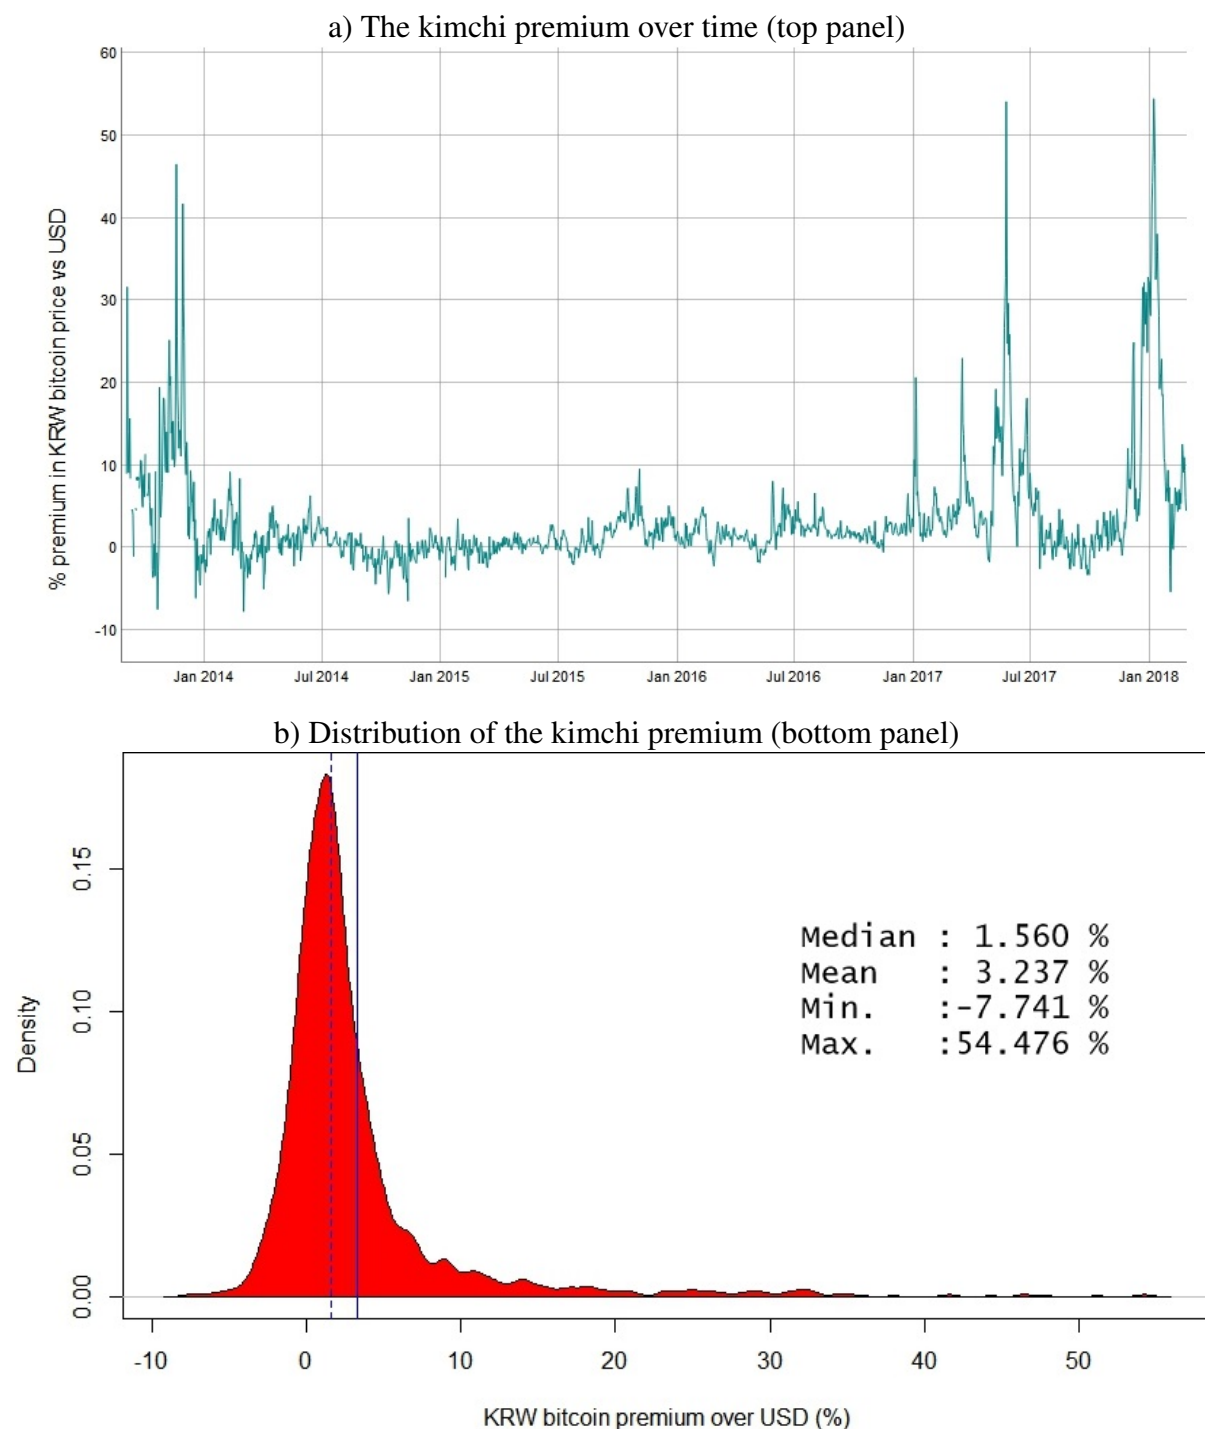 a) The kimchi premium over time (top panel)
% premium in KRW bitcoin price vs USD
60
50
40
30
20
10
0
-10
Jan 2014 Jul 2014 Jan 2015 Jul 2015 Jan 2016 Jul 2016 Jan 2017 Jul 2017 Jan 2018
b) Distribution of the kimchi premium (bottom panel)
Density
0.15
0.10
0.05
0.00
Median : 1.560 %
Mean : 3.237 %
Min. :-7.741 %
Max. :54.476 %
-10 0 10 20 30 40 50
KRW bitcoin premium over USD (%)